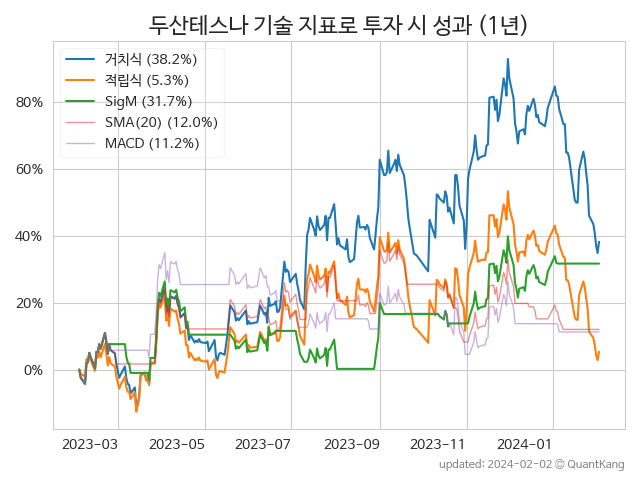 두산테스나 기술 지표로 투자 시 성과 (1년)
거치식 (38.2%)
적립식 (5.3%)
SigM (31.7%)
SMA(20) (12.0%)
MACD (11.2%)
80%
60%
40%
20%
0%
2023-03 2023-05 2023-07 2023-09 2023-11 2024-01
updated: 2024-02-02 © QuantKang